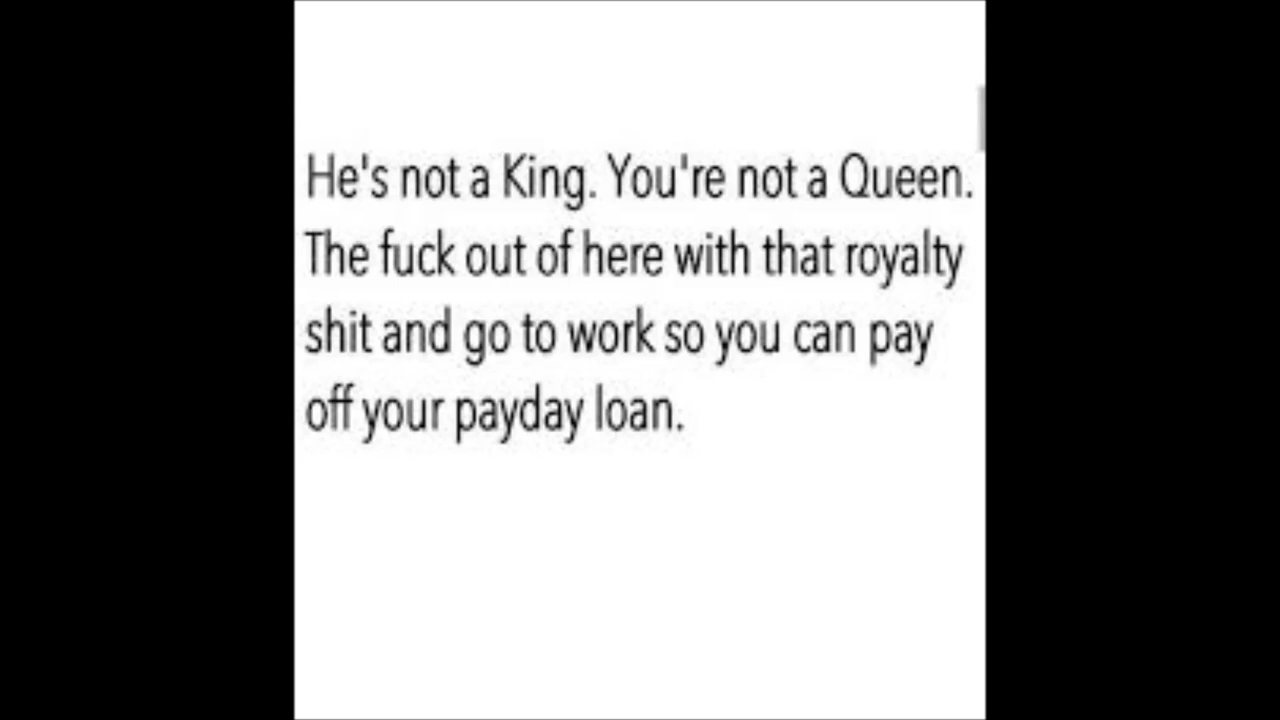 He's not a King. You're not a Queen.
The fuck out of here with that royalty
shit and go to work so you can pay
off your payday loan.